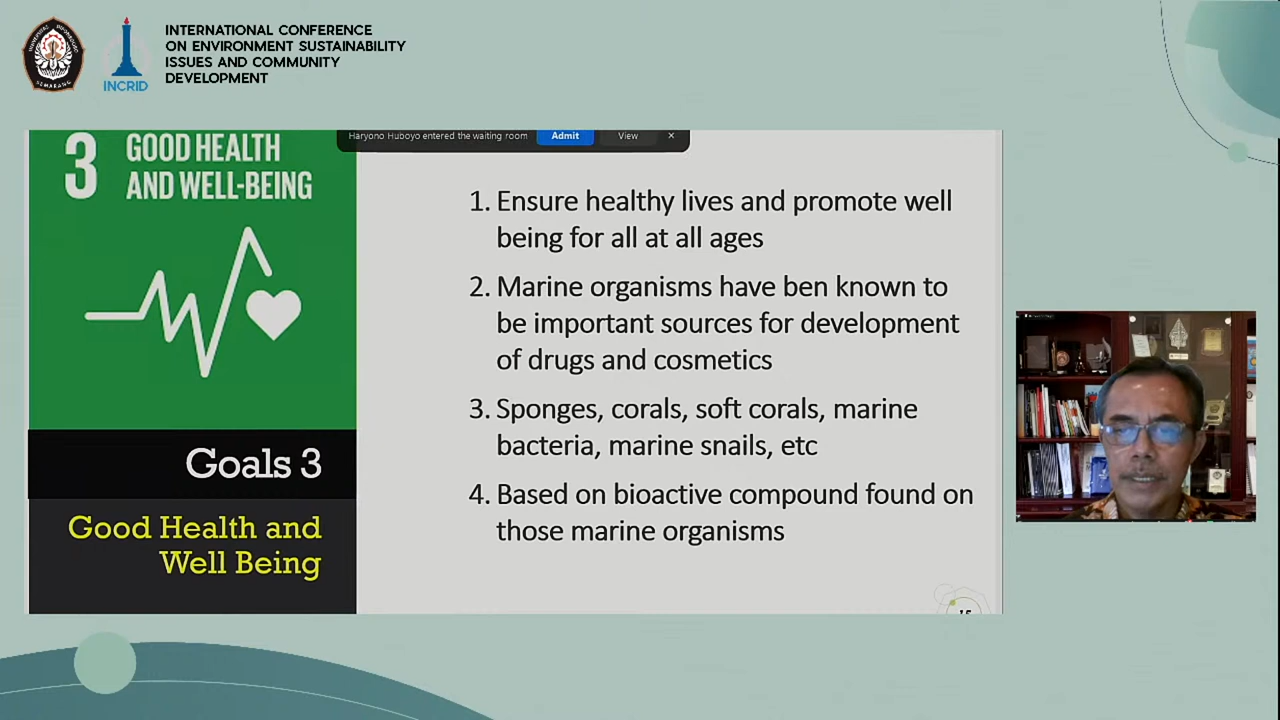 UNIVERSITAS DIPONEGORO
SEMARANG
INCRID
INTERNATIONAL CONFERENCE
ON ENVIRONMENT SUSTAINABILITY
ISSUES AND COMMUNITY
DEVELOPMENT
Haryono Huboyo entered the waiting room Admit View ×
3 GOOD HEALTH
AND WELL-BEING
Goals 3
Good Health and
Well Being
1. Ensure healthy lives and promote well
being for all at all ages
2. Marine organisms have ben known to
be important sources for development
of drugs and cosmetics
3. Sponges, corals, soft corals, marine
bacteria, marine snails, etc
4. Based on bioactive compound found on
those marine organisms
15